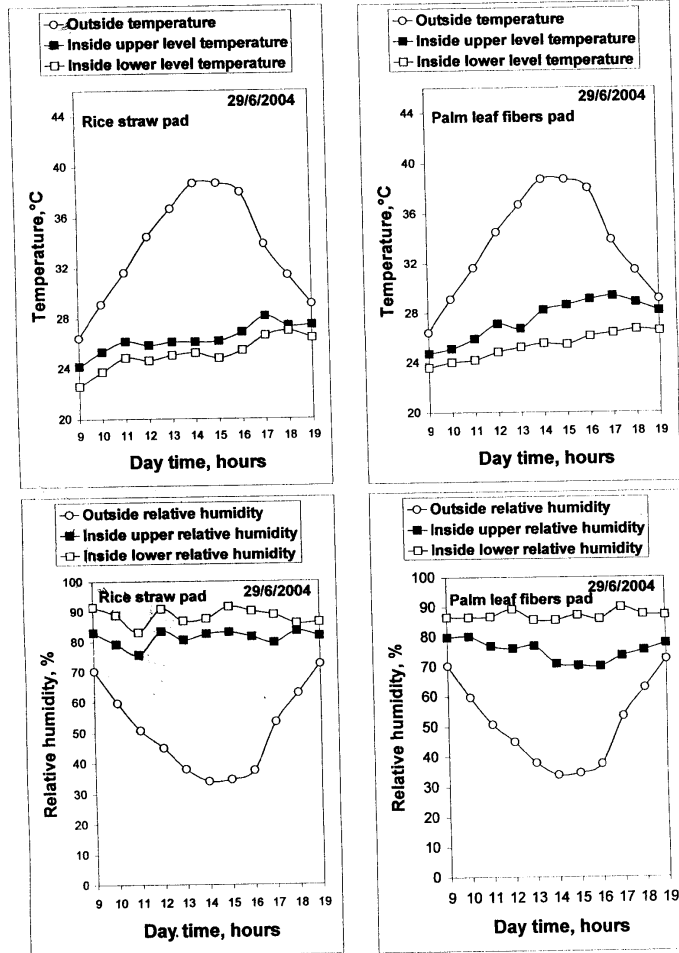 Outside temperature
Inside upper level temperature
Inside lower level temperature
29/6/2004
Rice straw pad
Temperature,°C
44
40
36
32
28
24
20
9 10 11 12 13 14 15 16 17 18 19
Day time, hours
Outside temperature
Inside upper level temperature
Inside lower level temperature
29/6/2004
Palm leaf fibers pad
Temperature,°C
44
40
36
32
28
24
20
9 10 11 12 13 14 15 16 17 18 19
Day time, hours
Outside relative humidity
Inside upper relative humidity
Inside lower relative humidity
Rice straw pad 29/6/2004
Relative humidity, %
100
90
80
70
60
50
40
30
20
10
0
9 10 11 12 13 14 15 16 17 18 19
Day. time, hours
Outside relative humidity
Inside upper relative humidity
Inside lower relative humidity
29/6/2004
Palm leaf fibers pad
Relative humidity, %
100
90
80
70
60
50
40
30
20
10
0
9 10 11 12 13 14 15 16 17 18 19
Day time, hours